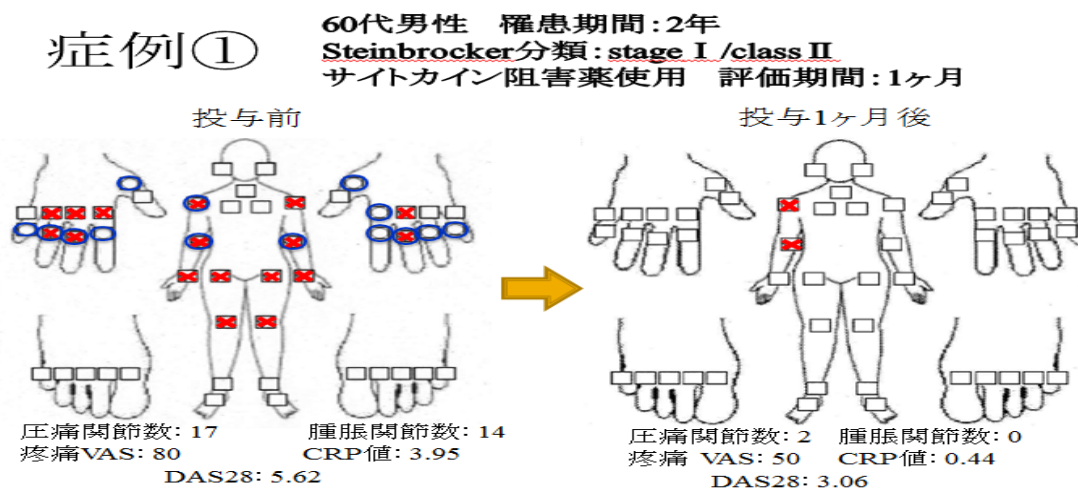 症例①
60代男性 罹患期間:2年
Steinbrocker分類:stage Ⅰ/class Ⅱ
サイトカイン阻害薬使用 評価期間:1ヶ月
投与前
投与1ヶ月後
圧痛関節数: 17 腫脹関節数: 14
疼痛VAS: 80 CRP値: 3.95
DAS28: 5.62
圧痛関節数: 2 腫脹関節数: 0
疼痛 VAS: 50 CRP値: 0.44
DAS28: 3.06